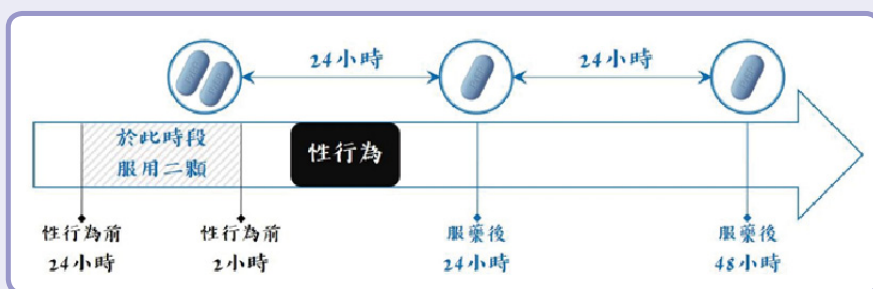 24小時
24小時
於此時段
服用二顆
性行為
性行為前
24小時
性行為前
2小時
服藥後
24小時
服藥後
48小時